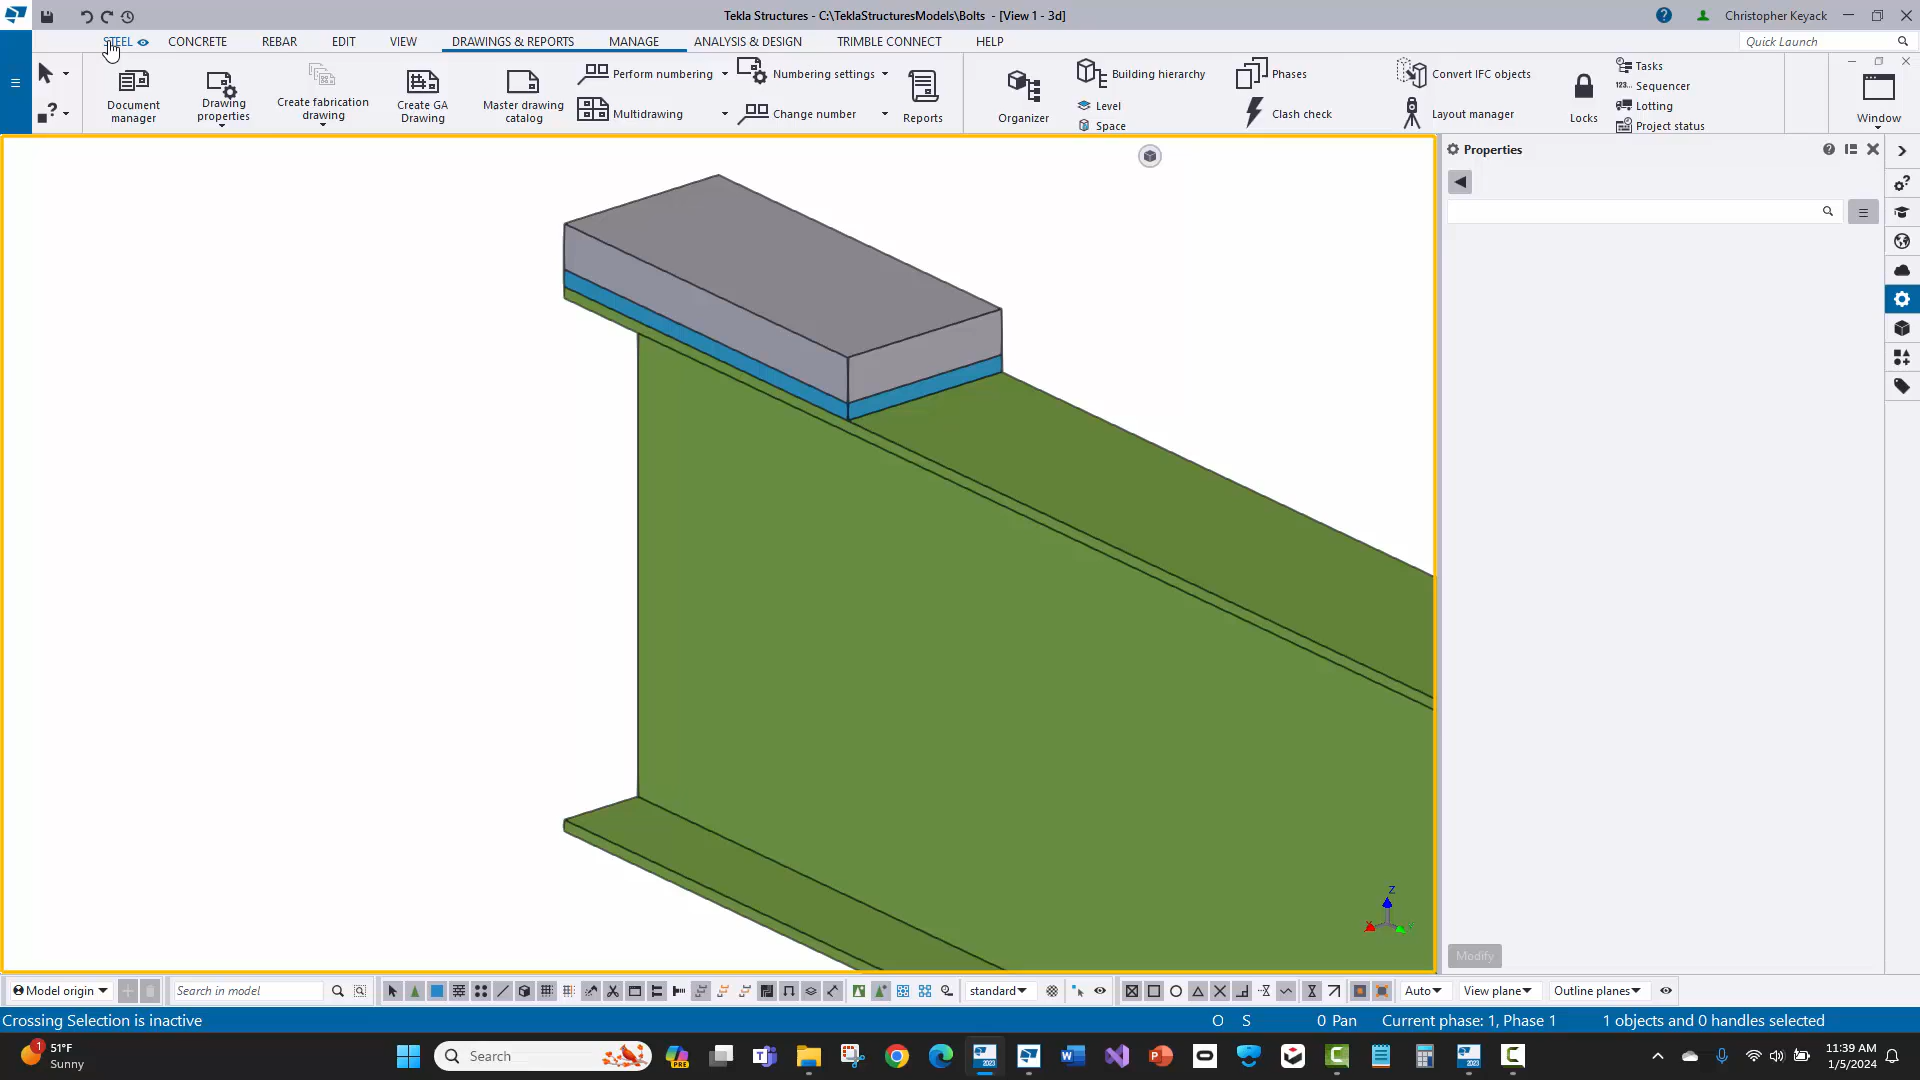 Tekla Structures - C:\TeklaStructuresModels\Bolts - [View 1 - 3d]
Christopher Keyack
STEEL CONCRETE REBAR EDIT VIEW DRAWINGS & REPORTS MANAGE ANALYSIS & DESIGN TRIMBLE CONNECT HELP
Quick Launch
Document manager
Drawing properties
Create fabrication drawing
Create GA Drawing
Master drawing catalog
Perform numbering
Multidrawing
Numbering settings
Change number
Reports
Organizer
Building hierarchy
Level
Space
Phases
Clash check
Convert IFC objects
Layout manager
Locks
Tasks
Sequencer
Lotting
Project status
Window
Properties
Z
Modify
Model origin
Search in model
standard
Auto
View plane
Outline planes
Crossing Selection is inactive
O S 0 Pan Current phase: 1, Phase 1 1 objects and 0 handles selected
1
51°F
Sunny
Search
PRE
2023
2023
11:39 AM
1/5/2024